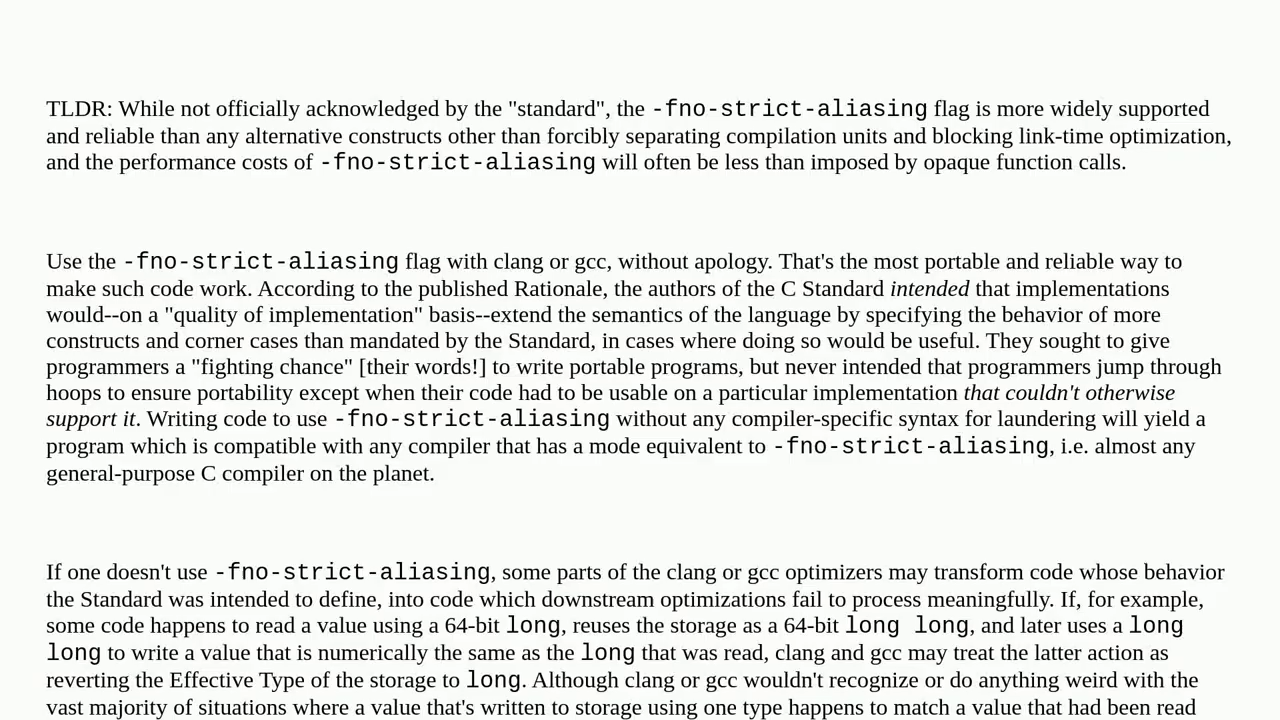 TLDR: While not officially acknowledged by the "standard", the -fno-strict-aliasing flag is more widely supported
and reliable than any alternative constructs other than forcibly separating compilation units and blocking link-time optimization,
and the performance costs of -fno-strict-aliasing will often be less than imposed by opaque function calls.
Use the -fno-strict-aliasing flag with clang or gcc, without apology. That's the most portable and reliable way to
make such code work. According to the published Rationale, the authors of the C Standard intended that implementations
would--on a "quality of implementation" basis--extend the semantics of the language by specifying the behavior of more
constructs and corner cases than mandated by the Standard, in cases where doing so would be useful. They sought to give
programmers a "fighting chance" [their words!] to write portable programs, but never intended that programmers jump through
hoops to ensure portability except when their code had to be usable on a particular implementation that couldn't otherwise
support it. Writing code to use -fno-strict-aliasing without any compiler-specific syntax for laundering will yield a
program which is compatible with any compiler that has a mode equivalent to -fno-strict-aliasing, i.e. almost any
general-purpose C compiler on the planet.
If one doesn't use -fno-strict-aliasing, some parts of the clang or gcc optimizers may transform code whose behavior
the Standard was intended to define, into code which downstream optimizations fail to process meaningfully. If, for example,
some code happens to read a value using a 64-bit long, reuses the storage as a 64-bit long long, and later uses a long
long to write a value that is numerically the same as the long that was read, clang and gcc may treat the latter action as
reverting the Effective Type of the storage to long. Although clang or gcc wouldn't recognize or do anything weird with the
vast majority of situations where a value that's written to storage using one type happens to match a value that had been read